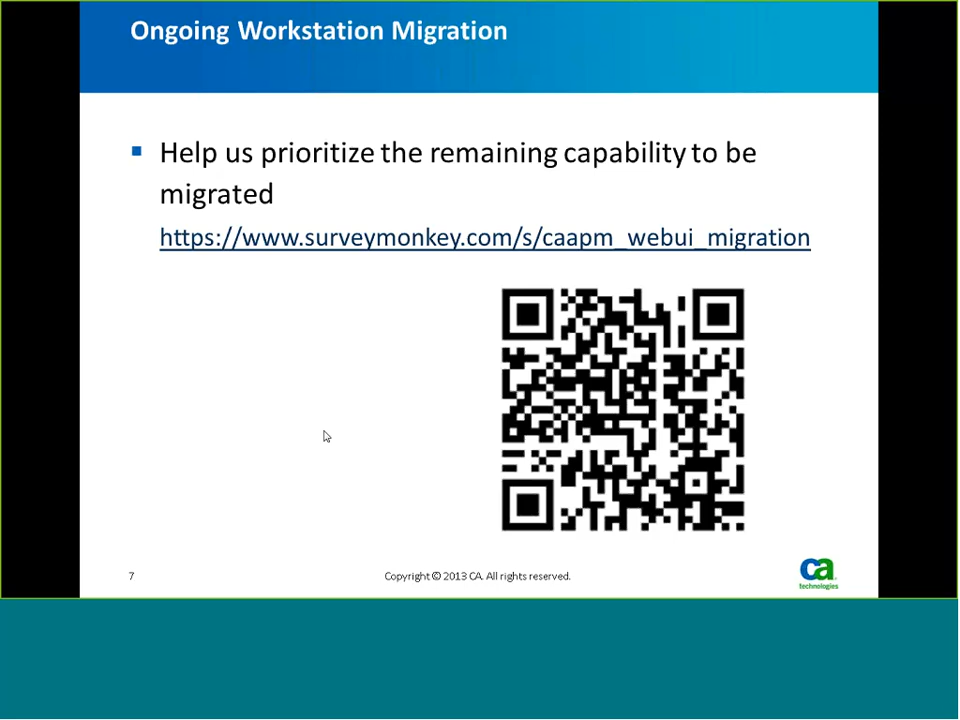 Ongoing Workstation Migration
Help us prioritize the remaining capability to be
migrated
https://www.surveymonkey.com/s/caapm_webui_migration
7
Copyright © 2013 CA. All rights reserved.
ca
technologies